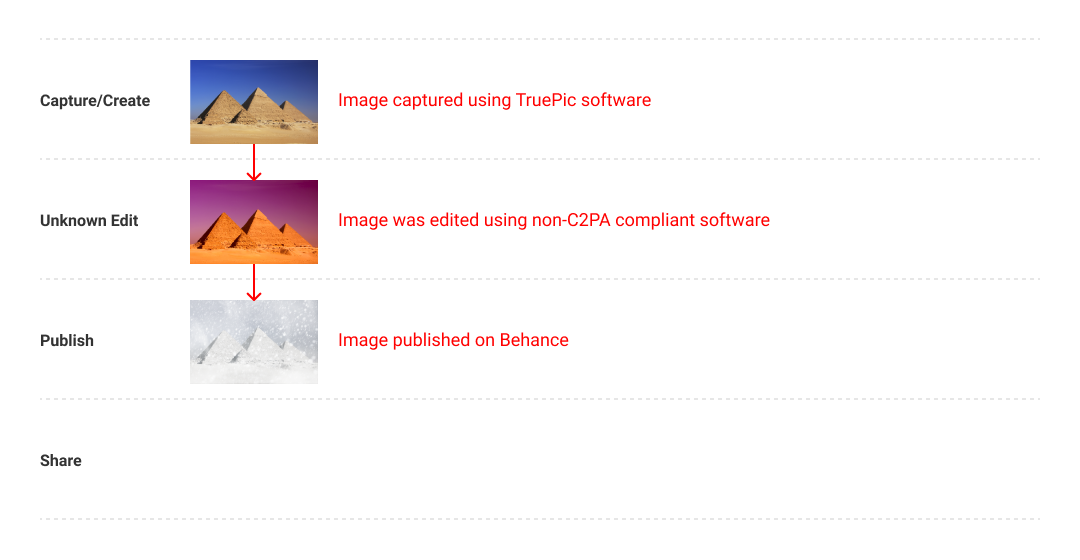 Capture/Create
Image captured using TruePic software
Unknown Edit
Image was edited using non-C2PA compliant software
Publish
Image published on Behance
Share